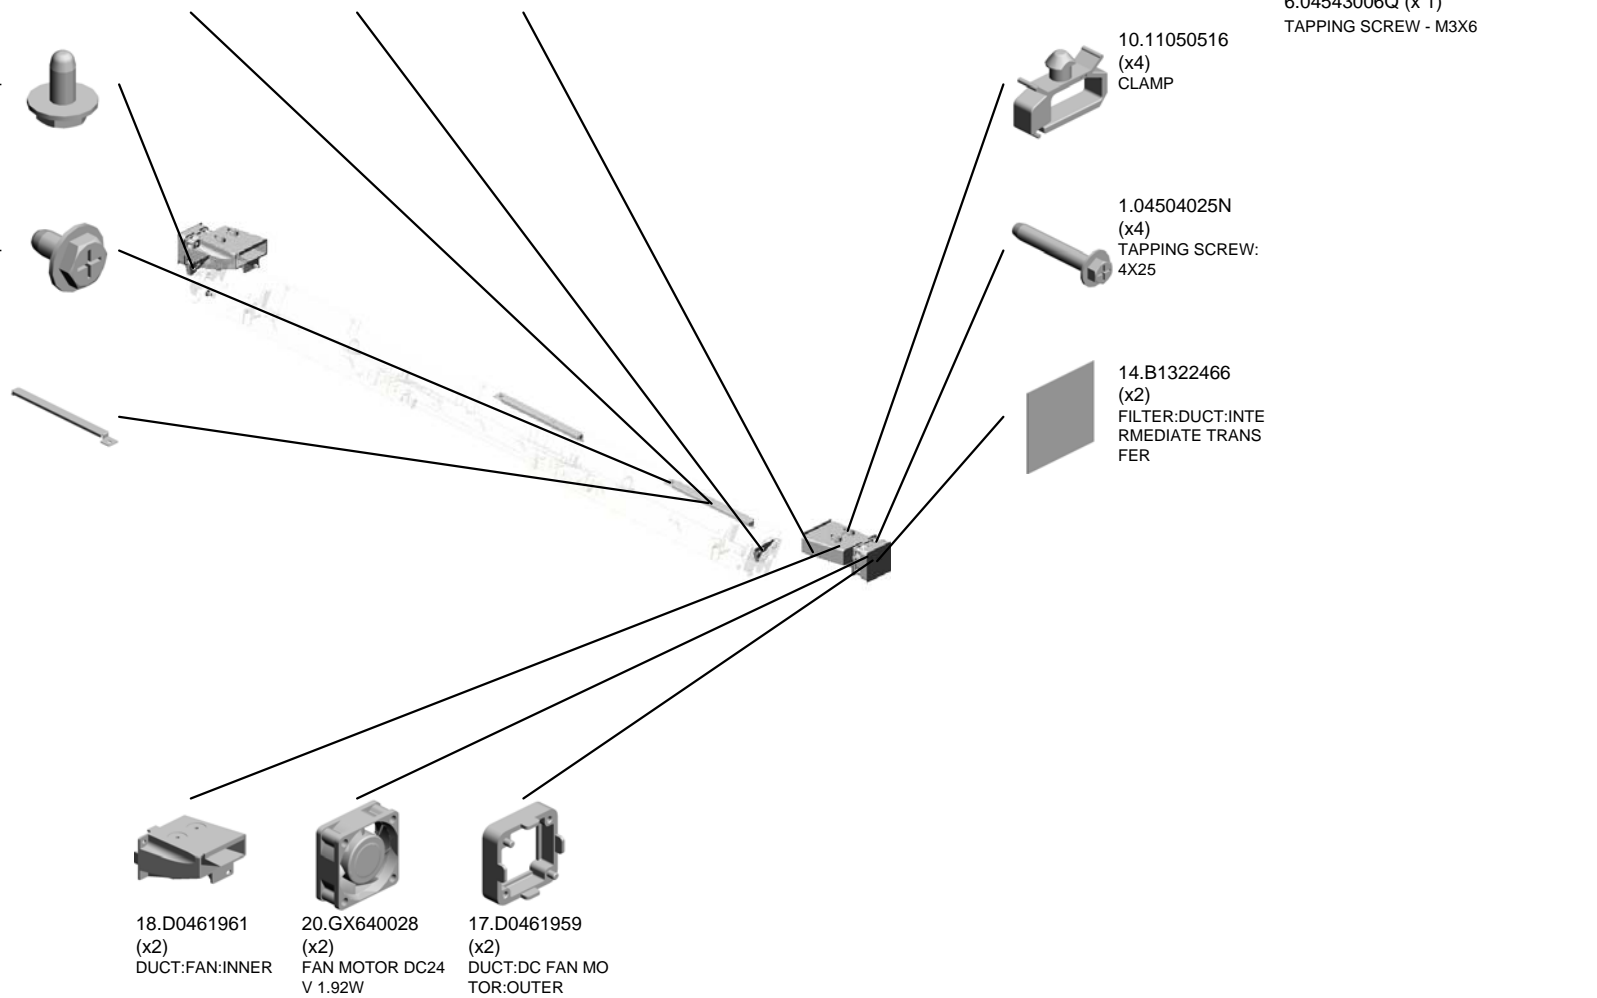 6.04543006Q (x 1)
TAPPING SCREW - M3X6
10.11050516
(x4)
CLAMP
1.04504025N
(x4)
TAPPING SCREW:
4X25
14.B1322466
(x2)
FILTER:DUCT:INTE
RMEDIATE TRANS
FER
18.D0461961
(x2)
DUCT:FAN:INNER
20.GX640028
(x2)
FAN MOTOR DC24
V 1.92W
17.D0461959
(x2)
DUCT:DC FAN MO
TOR:OUTER